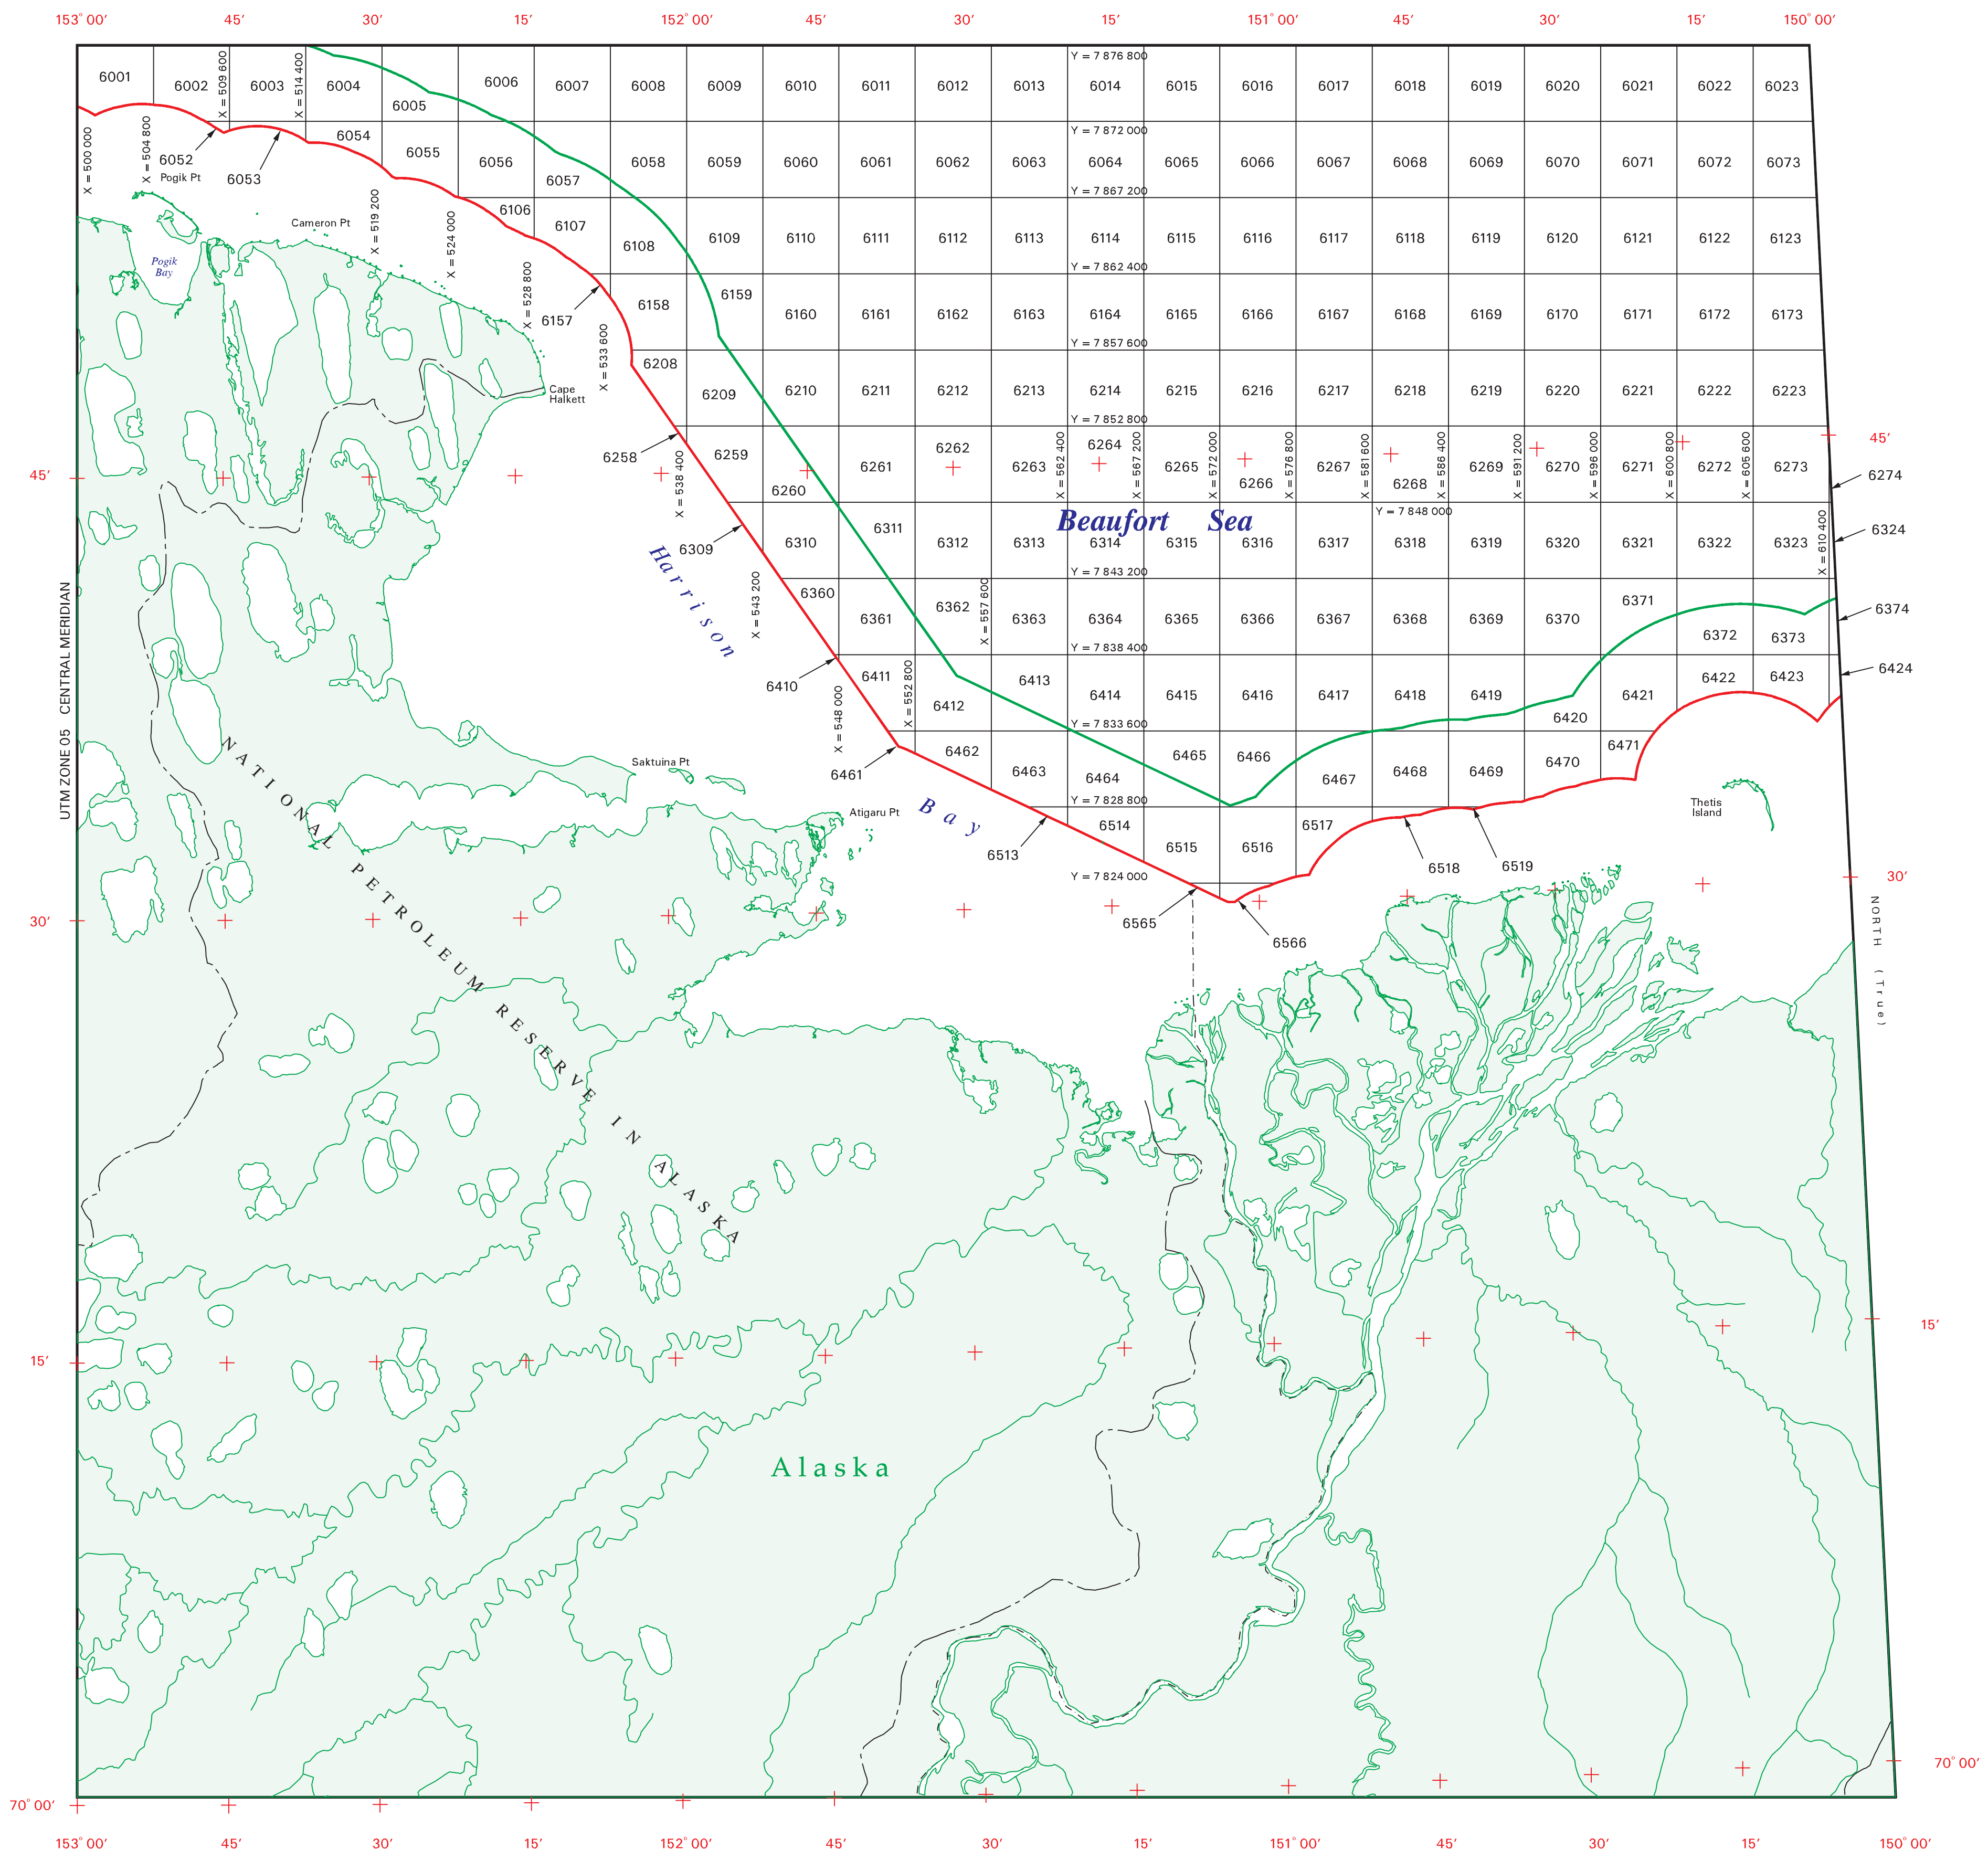 153° 00′ 45′ 30′ 15′ 152° 00′ 45′ 30′ 15′ 151° 00′ 45′ 30′ 15′ 150° 00′
Y = 7 876 800
6001 6002 6003 6004 6005 6006 6007 6008 6009 6010 6011 6012 6013 6014 6015 6016 6017 6018 6019 6020 6021 6022 6023
X = 509 600
X = 514 400
Y = 7 872 000
X = 500 000
X = 504 800
6052 6053 6054 6055 6056 6057 6058 6059 6060 6061 6062 6063 6064 6065 6066 6067 6068 6069 6070 6071 6072 6073
Pogik Pt
Y = 7 867 200
X = 519 200
X = 524 000
Cameron Pt
6106 6107 6108 6109 6110 6111 6112 6113 6114 6115 6116 6117 6118 6119 6120 6121 6122 6123
Pogik
Bay
Y = 7 862 400
X = 528 800
6157 6158 6159 6160 6161 6162 6163 6164 6165 6166 6167 6168 6169 6170 6171 6172 6173
X = 533 600
Y = 7 857 600
6208 6209 6210 6211 6212 6213 6214 6215 6216 6217 6218 6219 6220 6221 6222 6223
Cape
Halkett
Y = 7 852 800
45′
6258 6259 6260 6261 6262 6263 6264 6265 6266 6267 6268 6269 6270 6271 6272 6273 6274
X = 538 400
X = 562 400
X = 567 200
X = 572 000
X = 576 800
X = 581 600
X = 586 400
X = 591 200
X = 596 000
X = 600 800
X = 605 600
45′
Y = 7 848 000
Beaufort Sea
6309 6310 6311 6312 6313 6314 6315 6316 6317 6318 6319 6320 6321 6322 6323 6324
X = 610 400
Harrison
Y = 7 843 200
X = 543 200
X = 557 600
6360 6361 6362 6363 6364 6365 6366 6367 6368 6369 6370 6371 6372 6373 6374
Y = 7 838 400
6410 6411 6412 6413 6414 6415 6416 6417 6418 6419 6420 6421 6422 6423 6424
X = 548 000
X = 552 800
Y = 7 833 600
UTM ZONE 05 CENTRAL MERIDIAN
6461 6462 6463 6464 6465 6466 6467 6468 6469 6470 6471
Saktuina Pt
Y = 7 828 800
Bay
Atigaru Pt
Thetis
Island
6513 6514 6515 6516 6517 6518 6519
Y = 7 824 000
30′
6565 6566
30′
NORTH (True)
NATIONAL PETROLEUM RESERVE IN ALASKA
15′
15′
Alaska
70° 00′
70° 00′
153° 00′ 45′ 30′ 15′ 152° 00′ 45′ 30′ 15′ 151° 00′ 45′ 30′ 15′ 150° 00′